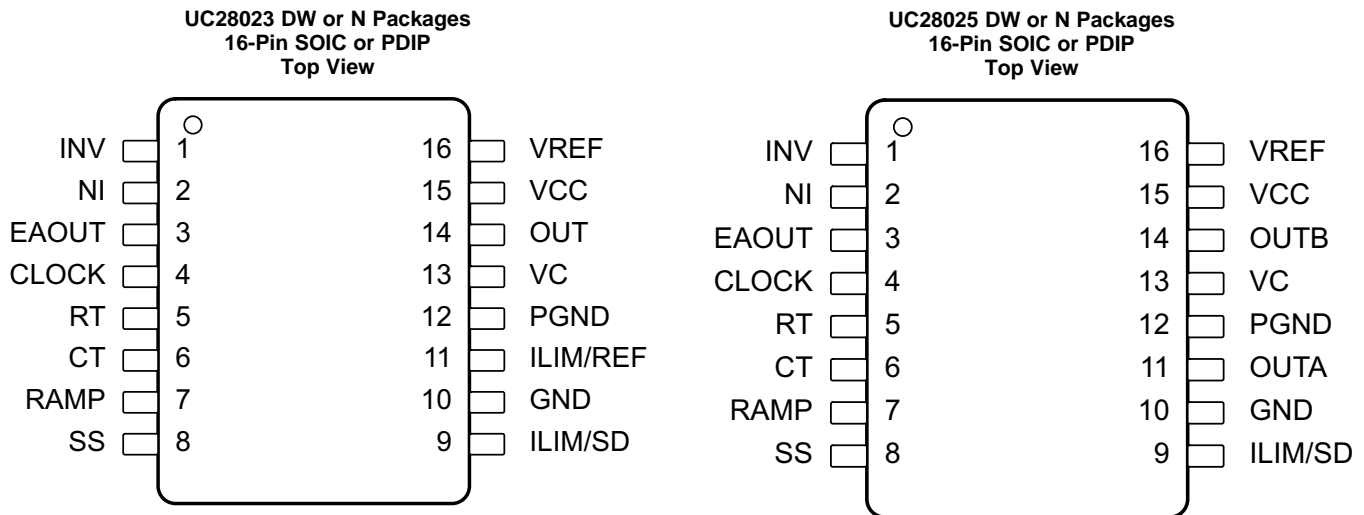 UC28023 DW or N Packages
16-Pin SOIC or PDIP
Top View
INV 1 16 VREF
NI 2 15 VCC
EAOUT 3 14 OUT
CLOCK 4 13 VC
RT 5 12 PGND
CT 6 11 ILIM/REF
RAMP 7 10 GND
SS 8 9 ILIM/SD
UC28025 DW or N Packages
16-Pin SOIC or PDIP
Top View
INV 1 16 VREF
NI 2 15 VCC
EAOUT 3 14 OUTB
CLOCK 4 13 VC
RT 5 12 PGND
CT 6 11 OUTA
RAMP 7 10 GND
SS 8 9 ILIM/SD